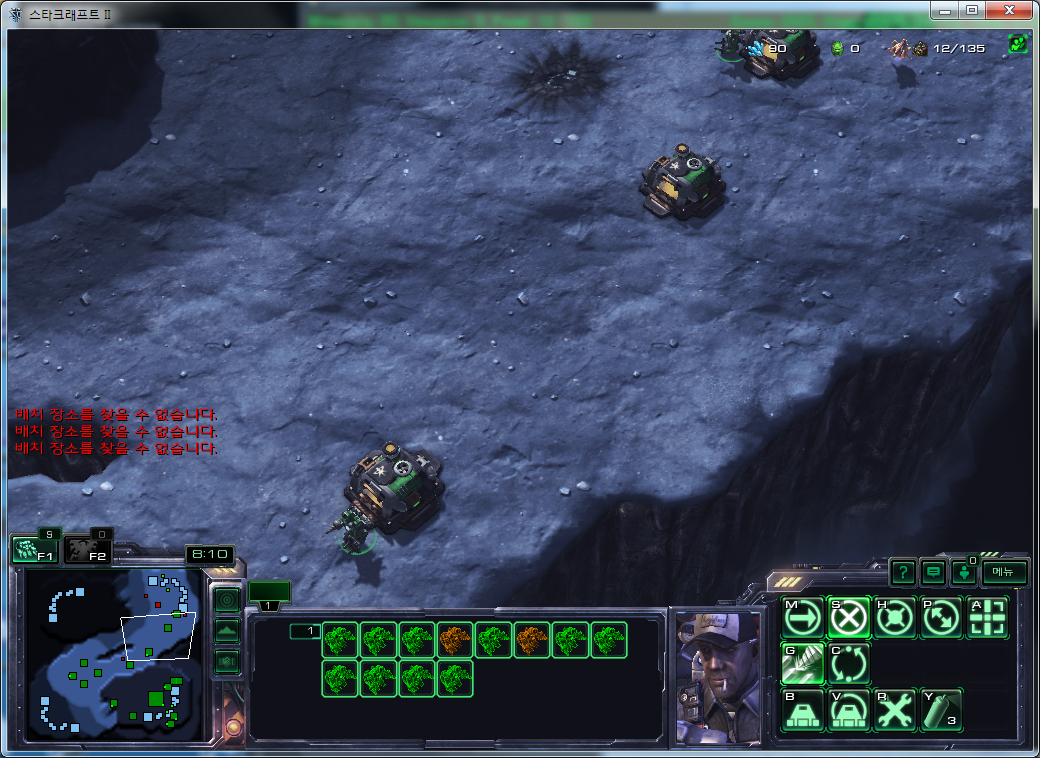 스타크래프트 II
80 0 12/135
배치 장소를 찾을 수 없습니다.
배치 장소를 찾을 수 없습니다.
배치 장소를 찾을 수 없습니다.
9 0
F1 F2 8:10
? 0 메뉴
1
1
M S H P A
G C
B V R Y
3